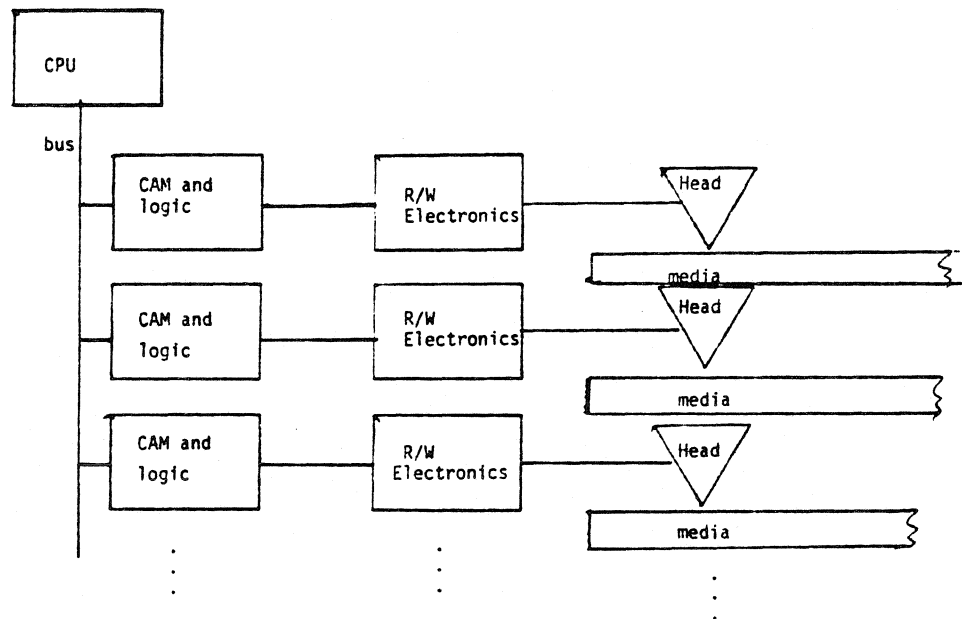 CPU
bus
CAM and
logic
R/W
Electronics
Head
media
CAM and
logic
R/W
Electronics
Head
media
CAM and
logic
R/W
Electronics
Head
media